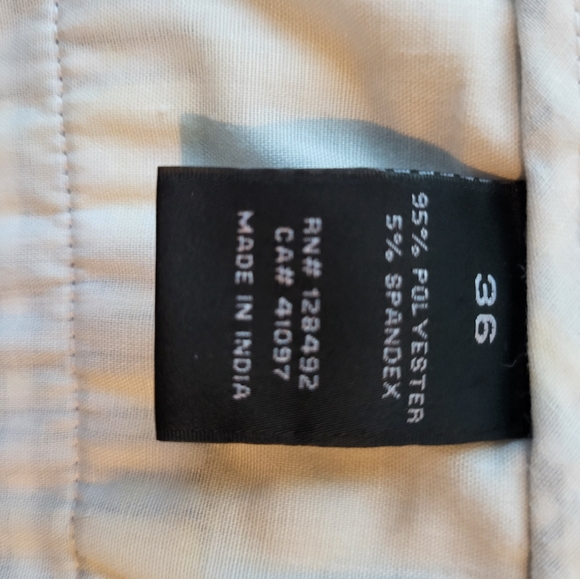 36
95% POLYESTER
5% SPANDEX
RN# 128492
CA# 41097
MADE IN INDIA